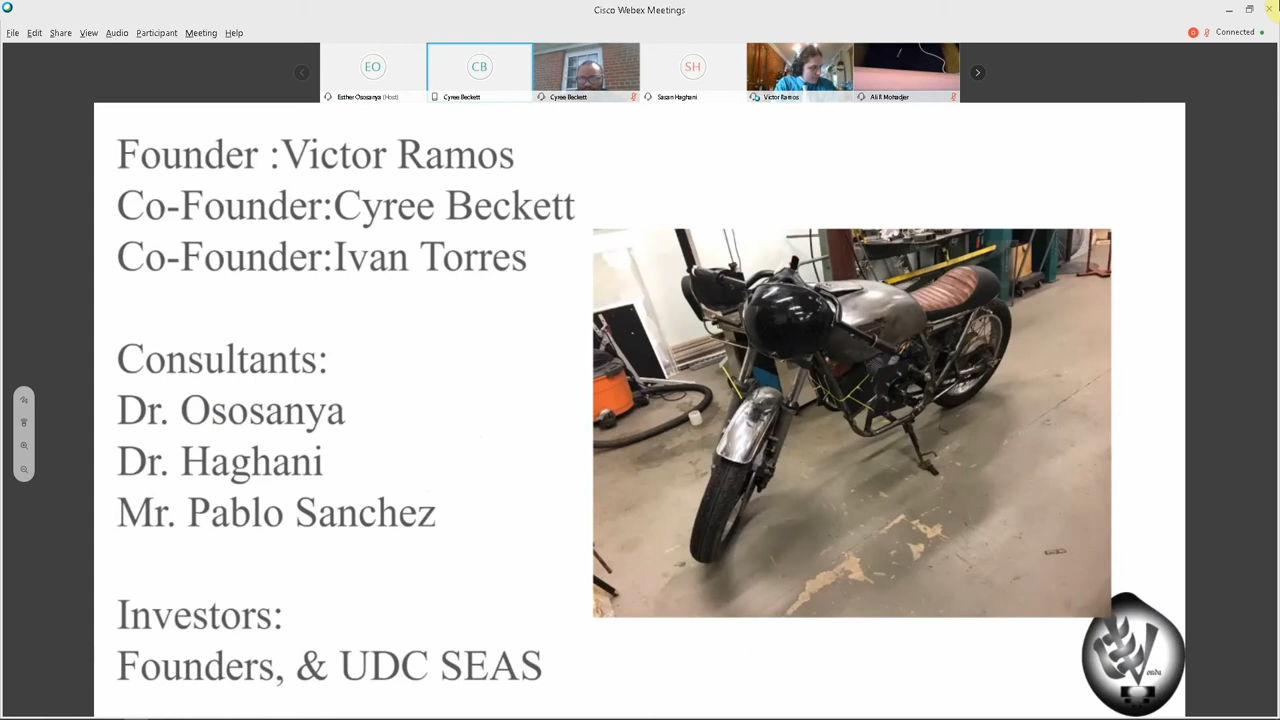 Cisco Webex Meetings
File Edit Share View Audio Participant Meeting Help
Connected
EO
CB
SH
Esther Ososanya (Host)
Cyree Beckett
Cyree Beckett
Sasan Haghani
Victor Ramos
Ali R Mohadjer
Founder :Victor Ramos
Co-Founder:Cyree Beckett
Co-Founder:Ivan Torres
Consultants:
Dr. Ososanya
Dr. Haghani
Mr. Pablo Sanchez
Investors:
Founders, & UDC SEAS